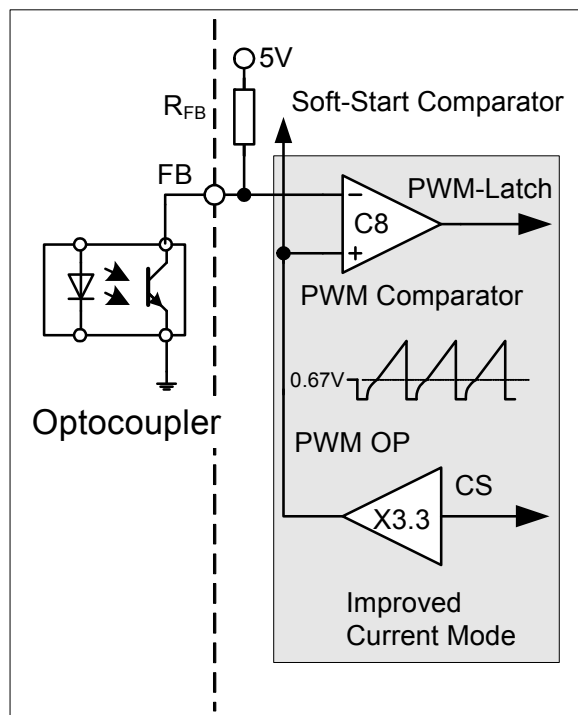 5V
R_FB
Soft-Start Comparator
FB
PWM-Latch
−
C8
+
PWM Comparator
0.67V
Optocoupler
PWM OP
CS
X3.3
Improved
Current Mode